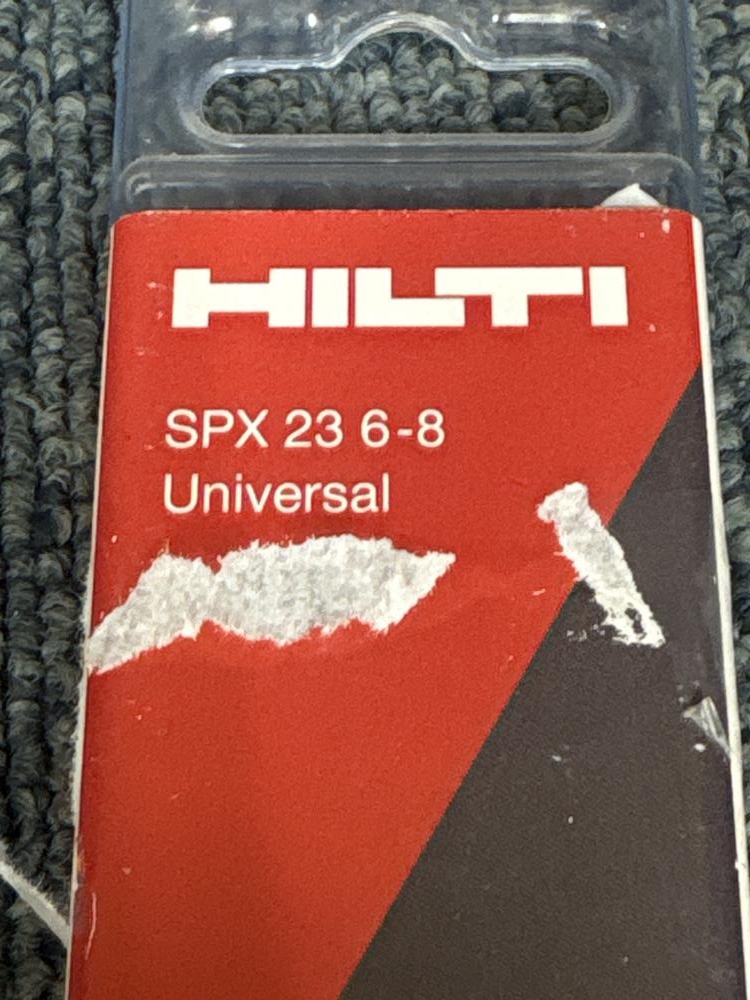 HILTI
SPX 23 6-8
Universal